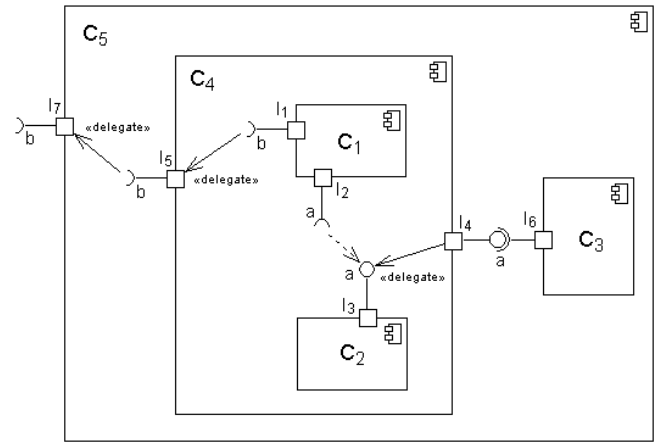 C₅
C₄
I₇
«delegate»
b
I₁
C₁
b
I₅
«delegate»
b
I₂
a
I₄
I₆
a
C₃
a
«delegate»
I₃
C₂